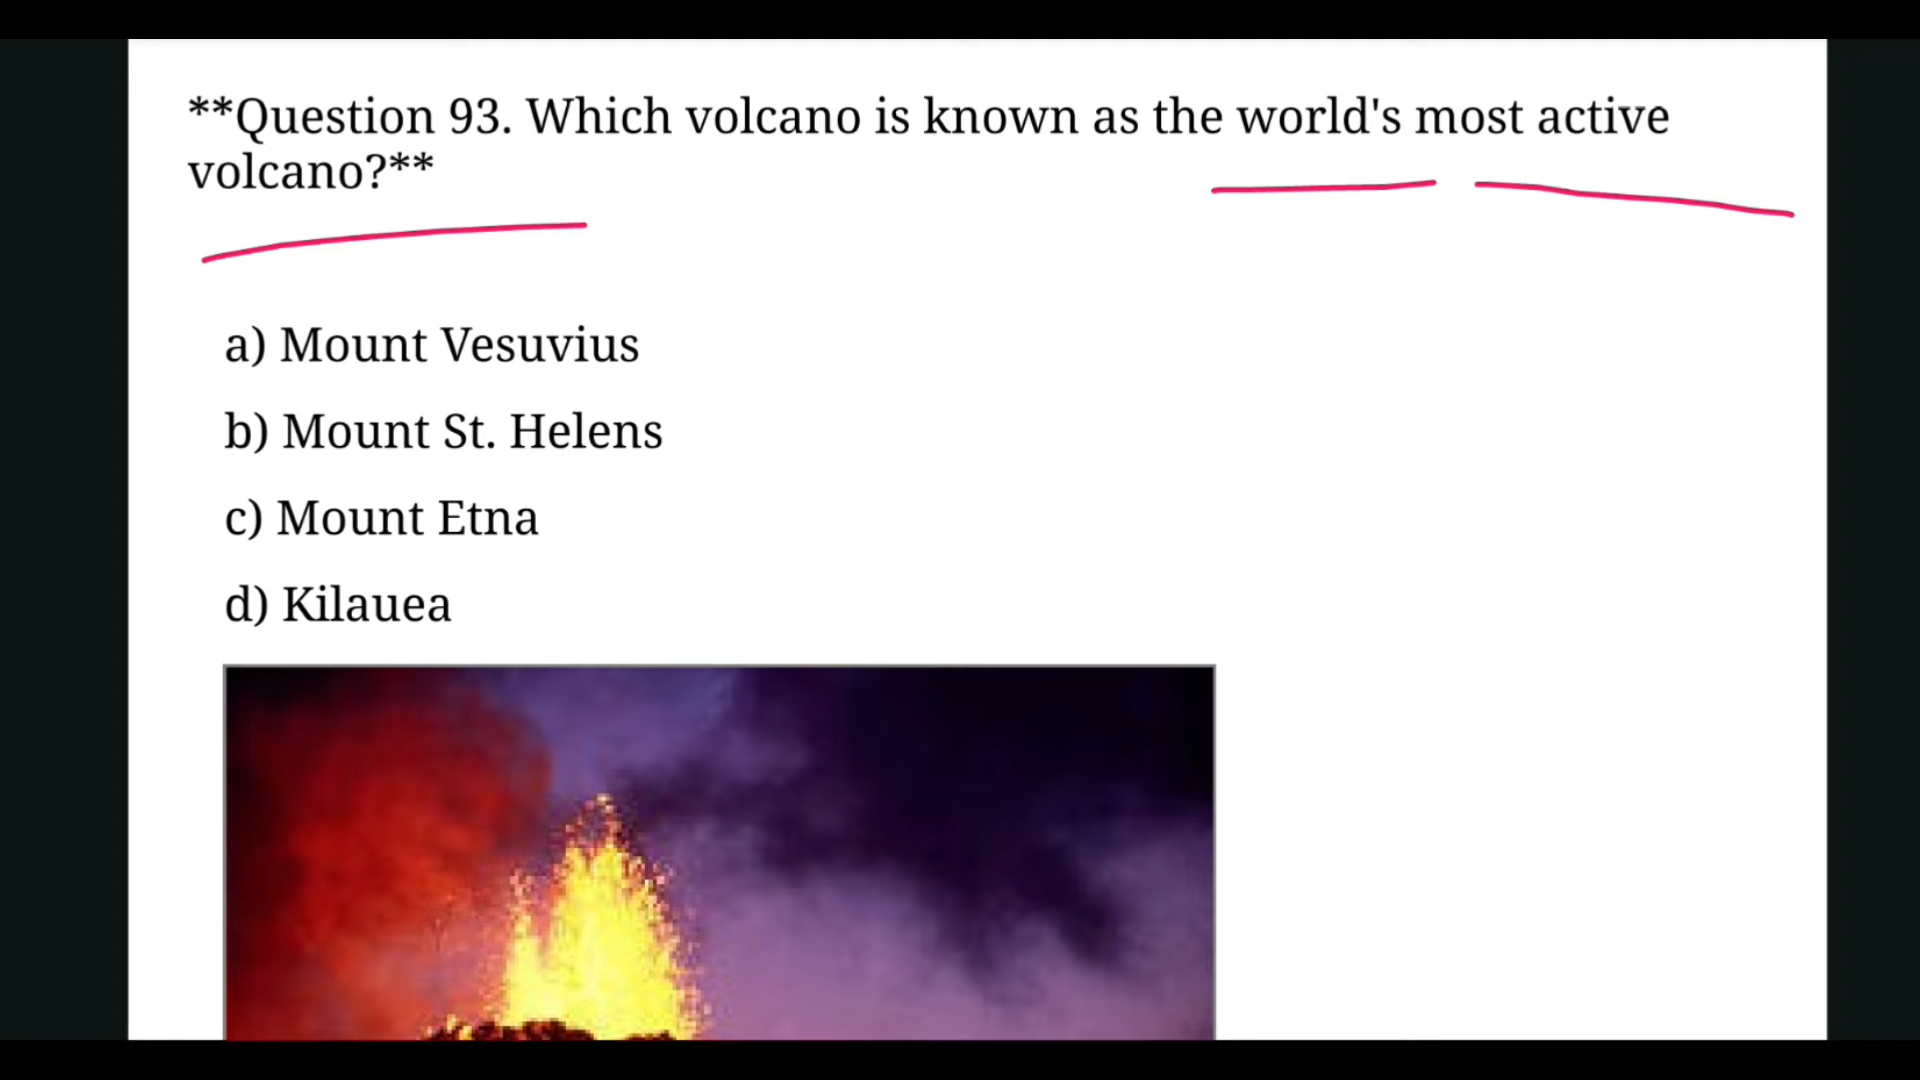 **Question 93. Which volcano is known as the world's most active
volcano?**
a) Mount Vesuvius
b) Mount St. Helens
c) Mount Etna
d) Kilauea